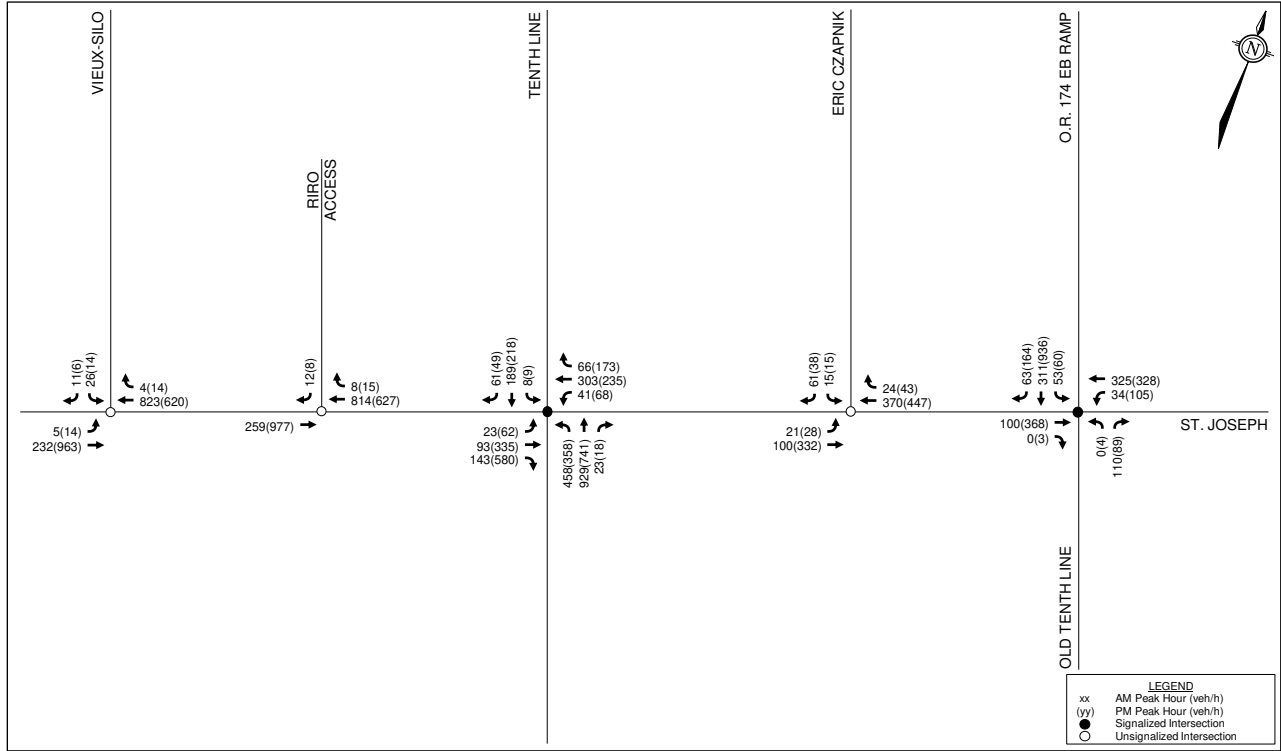 VIEUX-SILO
RIRO
ACCESS
TENTH LINE
ERIC CZAPNIK
O.R. 174 EB RAMP
N
11(6)
26(14)
4(14)
823(620)
5(14)
232(963)
12(8)
8(15)
814(627)
259(977)
61(49)
189(218)
8(9)
66(173)
303(235)
41(68)
23(62)
93(335)
143(580)
458(358)
929(741)
23(18)
61(38)
15(15)
24(43)
370(447)
21(28)
100(332)
63(164)
311(936)
53(60)
325(328)
34(105)
100(368)
0(3)
0(4)
110(89)
ST. JOSEPH
OLD TENTH LINE
LEGEND
xx AM Peak Hour (veh/h)
(yy) PM Peak Hour (veh/h)
Signalized Intersection
Unsignalized Intersection